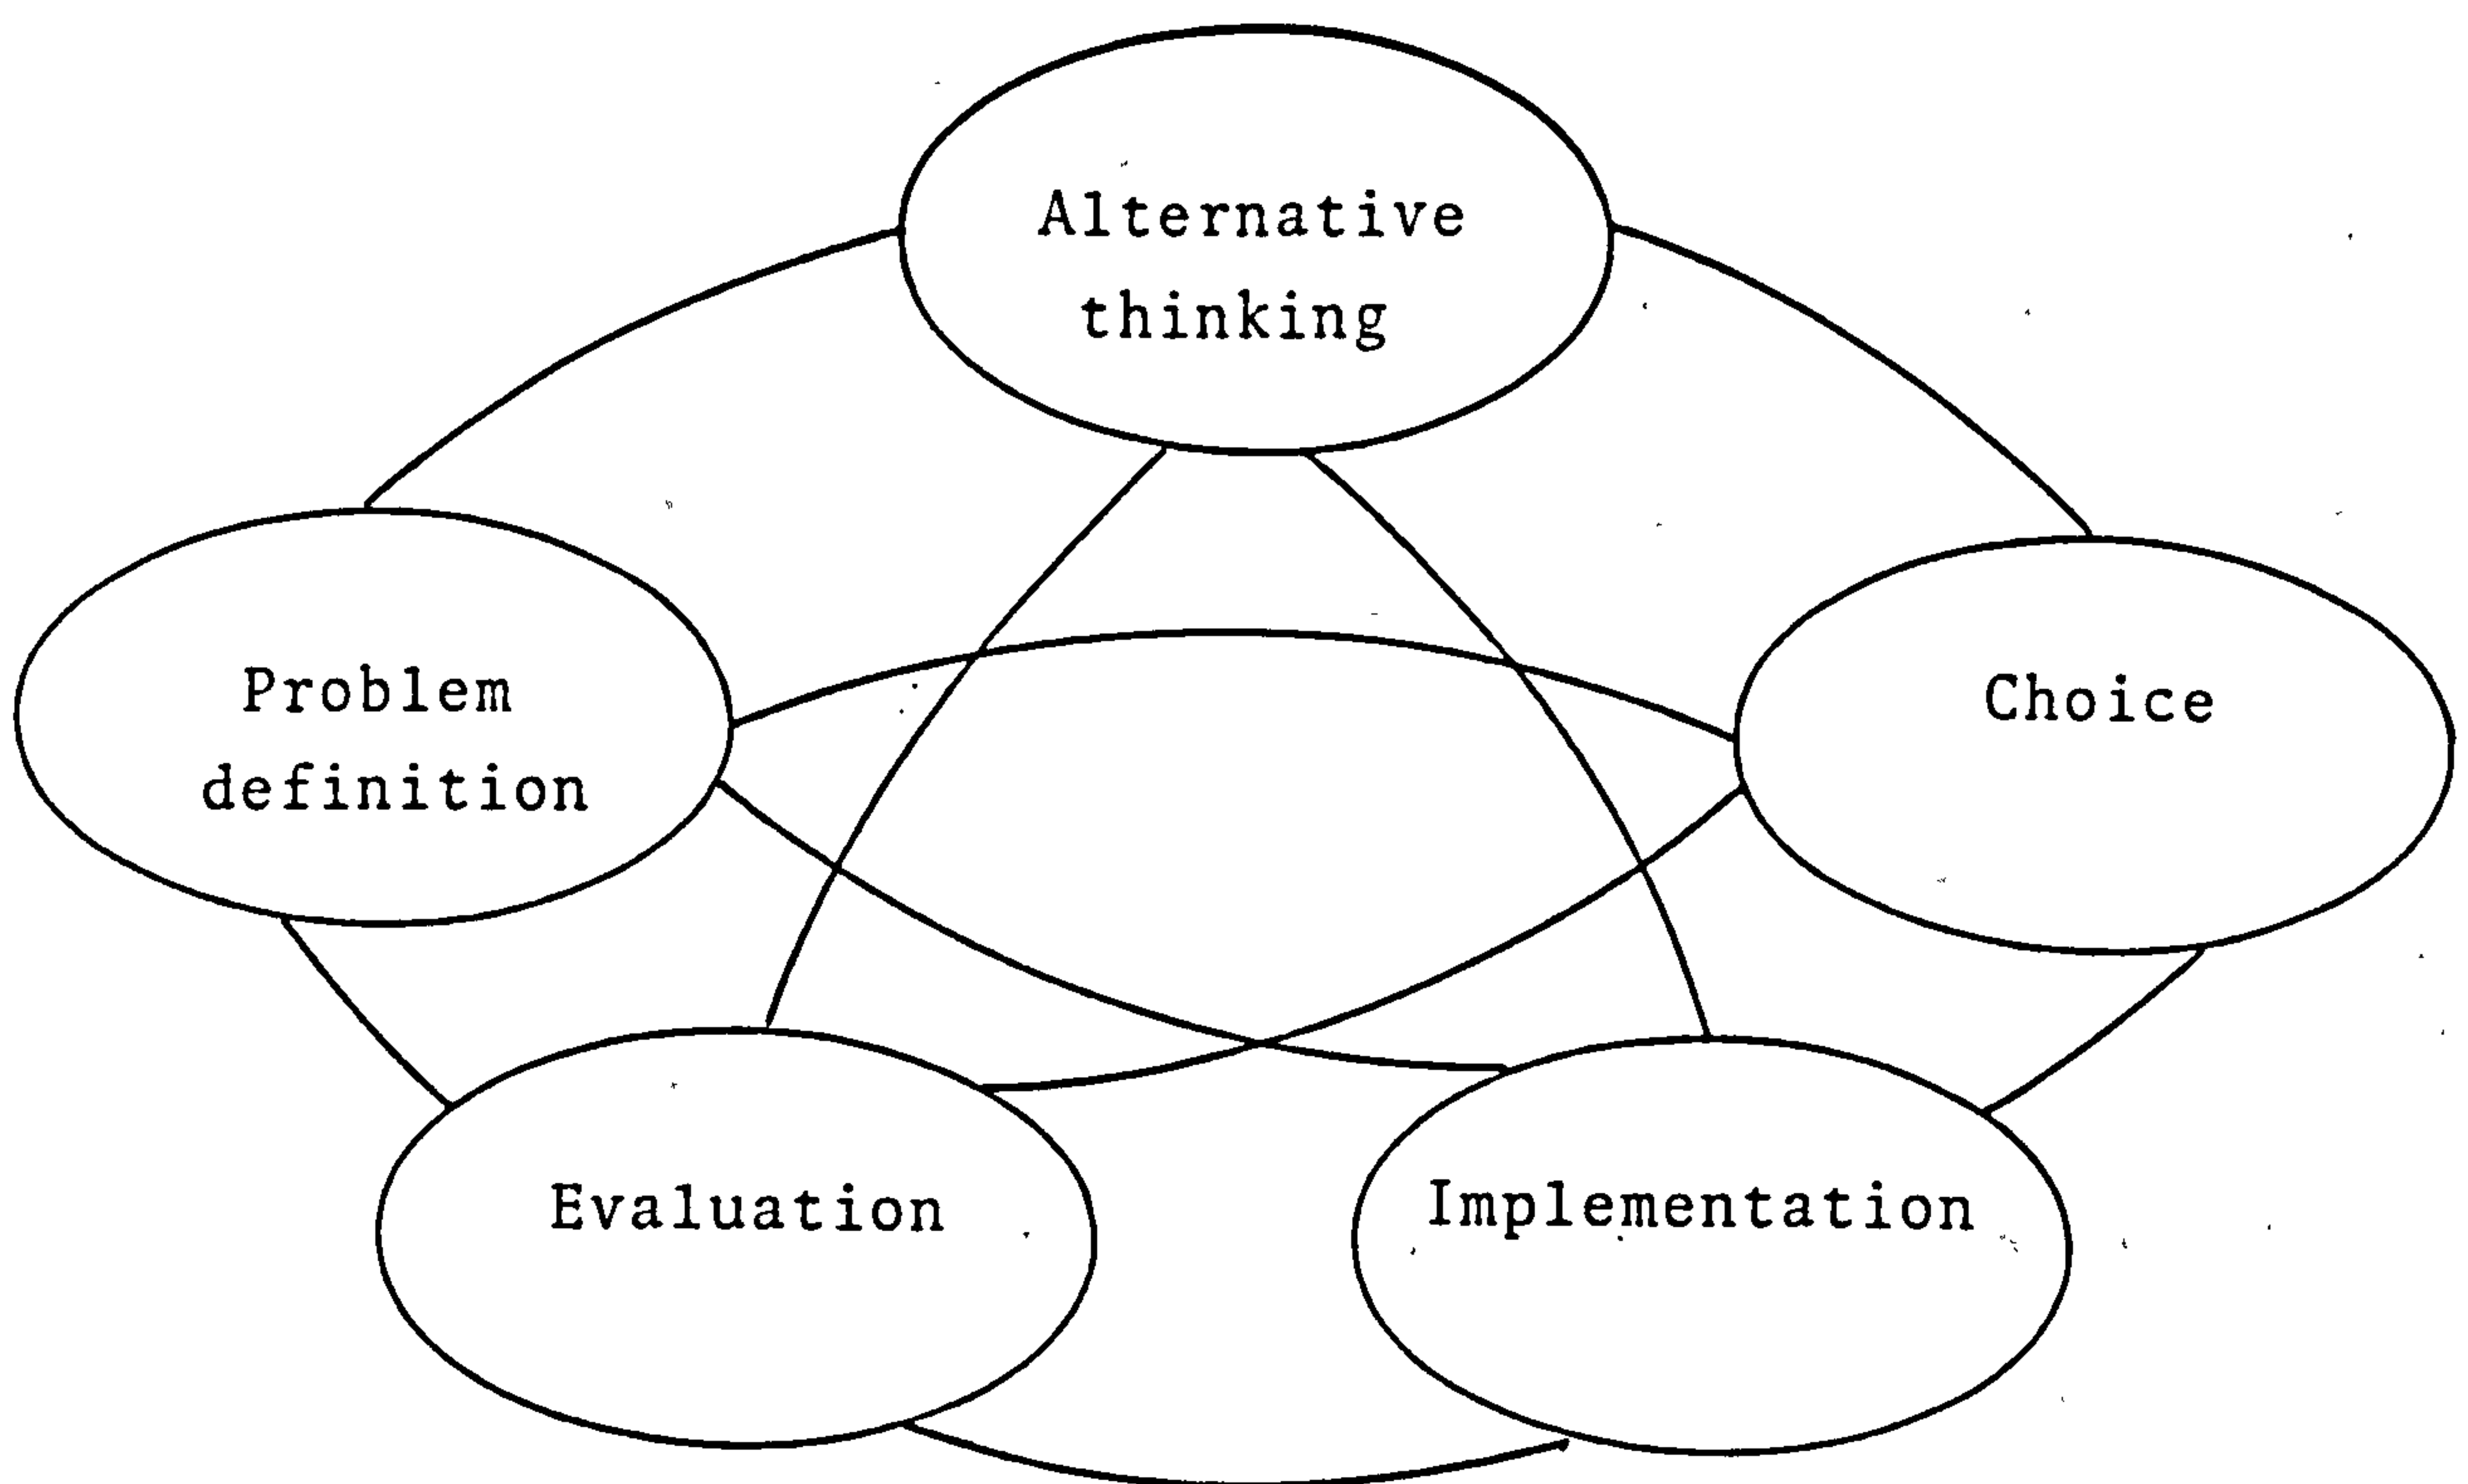 Alternative
thinking
Problem
definition
Choice
Evaluation
Implementation